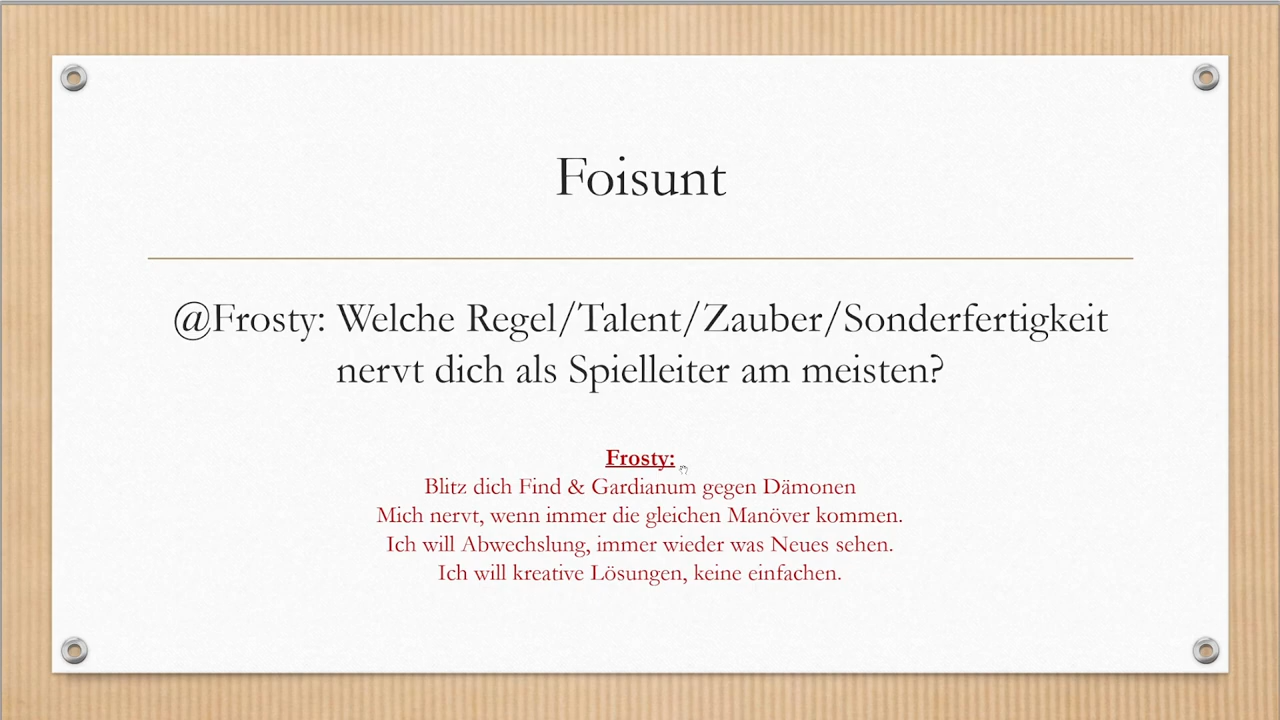 Foisunt
@Frosty: Welche Regel/Talent/Zauber/Sonderfertigkeit
nervt dich als Spielleiter am meisten?
Frosty:
Blitz dich Find & Gardianum gegen Dämonen
Mich nervt, wenn immer die gleichen Manöver kommen.
Ich will Abwechslung, immer wieder was Neues sehen.
Ich will kreative Lösungen, keine einfachen.